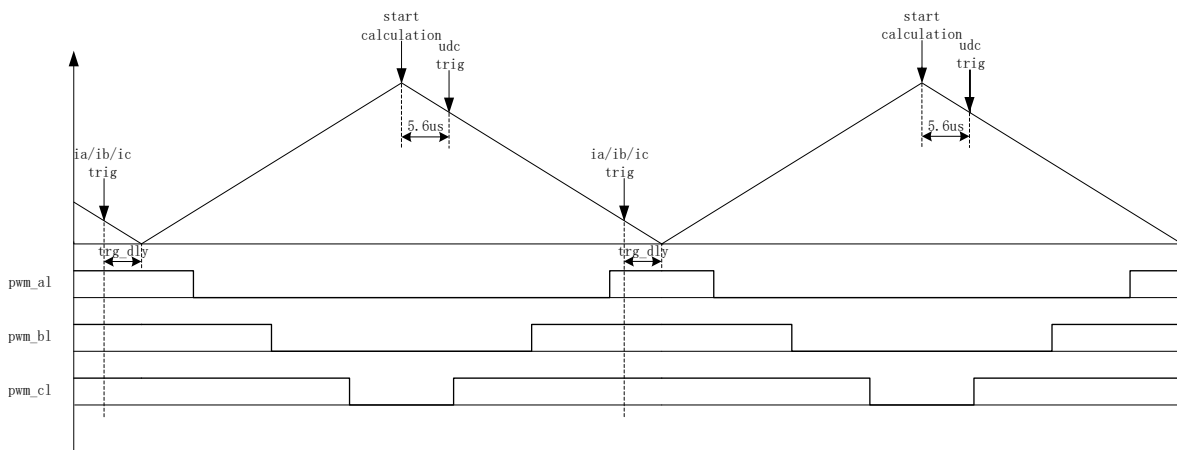 start
calculation
udc
trig
5.6us
ia/ib/ic
trig
trg_dly
start
calculation
udc
trig
5.6us
ia/ib/ic
trig
trg_dly
pwm_al
pwm_bl
pwm_cl